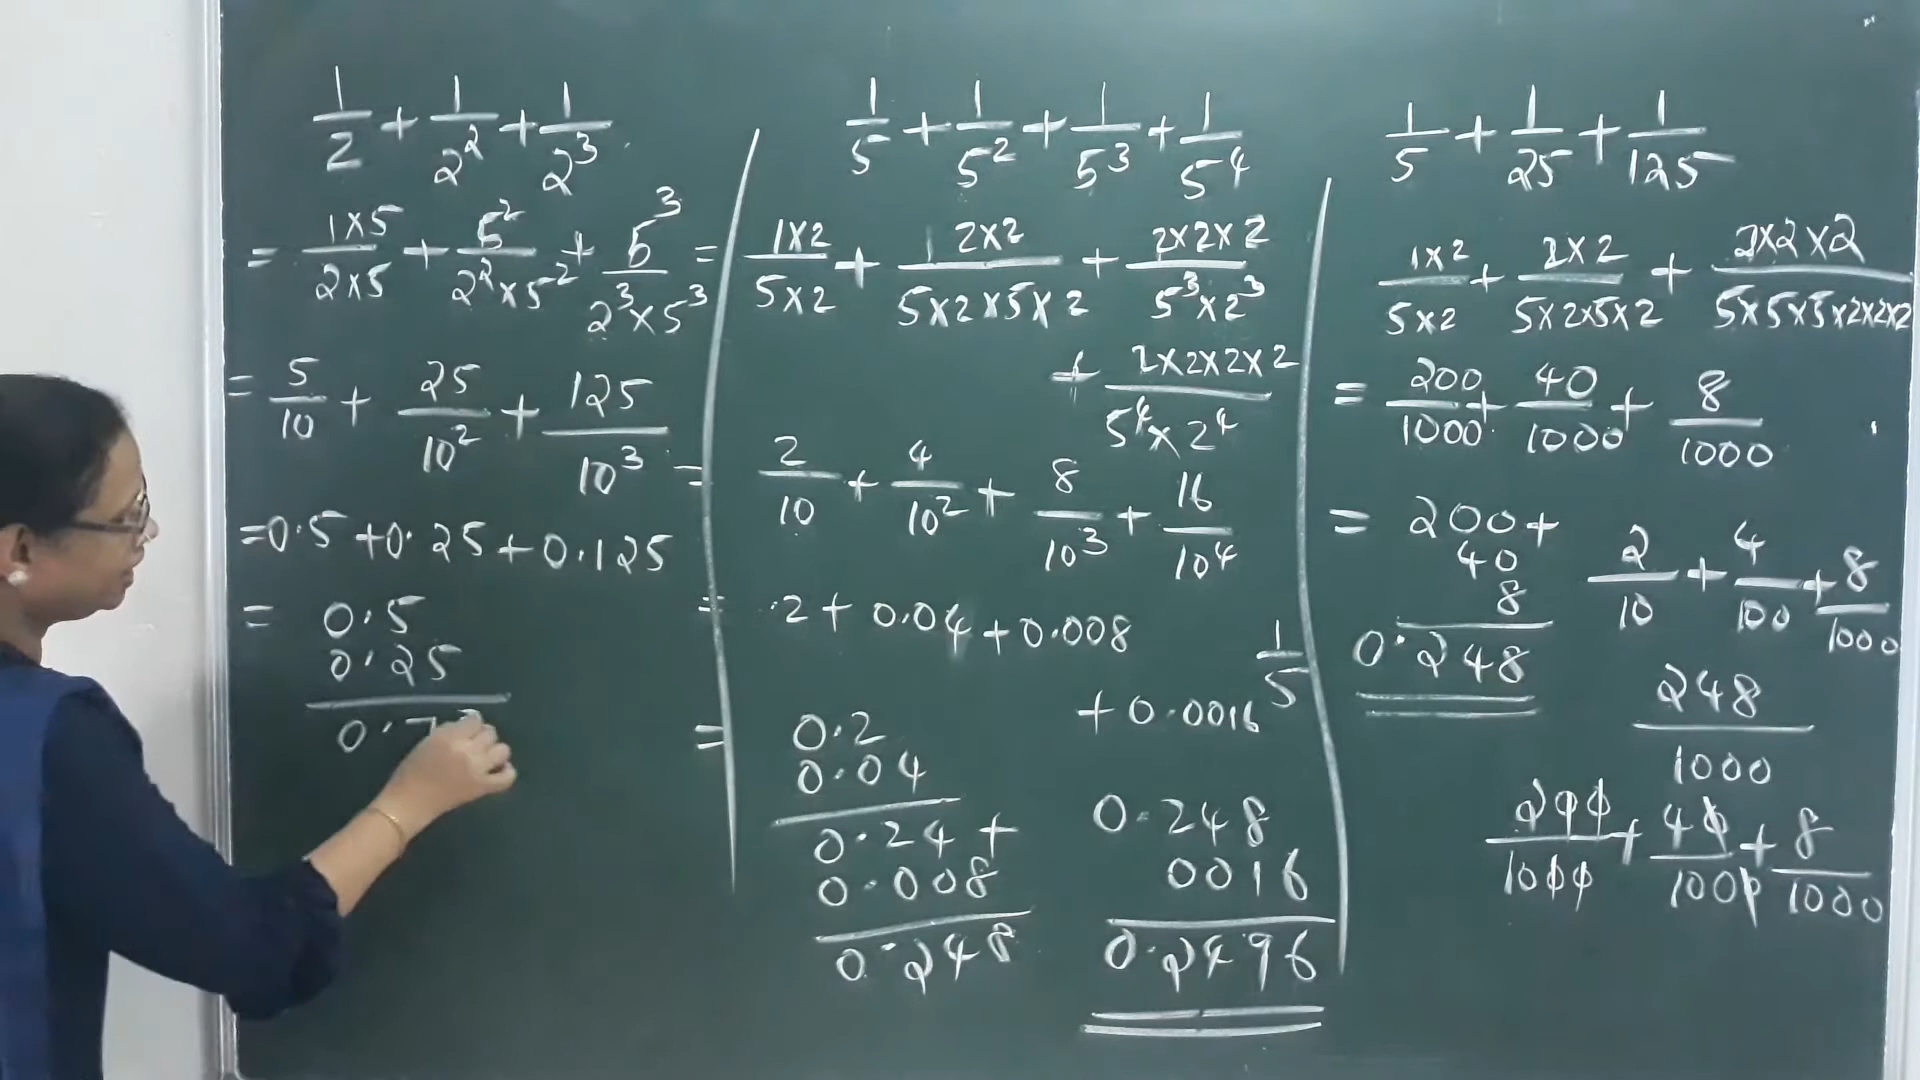 1/2 + 1/2² + 1/2³
= 1×5/2×5 + 5²/2²×5² + 5³/2³×5³
= 5/10 + 25/10² + 125/10³
=0.5+0.25+0.125
= 0.5
0.25
0.7
1/5 + 1/5² + 1/5³ + 1/5⁴
= 1×2/5×2 + 2×2/5×2×5×2 + 2×2×2/5³×2³
+ 2×2×2×2/5⁴×2⁴
= 2/10 + 4/10² + 8/10³ + 16/10⁴
= .2 + 0.04 + 0.008
1/5
+ 0.0016
= 0.2
0.04
0.24 +
0.008
0.248
0.248
0016
0.2496
1/5 + 1/25 + 1/125
1×2/5×2 + 2×2/5×2×5×2 + 2×2×2/5×5×5×2×2×2
= 200/1000 + 40/1000 + 8/1000
= 200+
40
8
0.248
2/10 + 4/100 + 8/1000
248/1000
200/1000 + 40/1000 + 8/1000